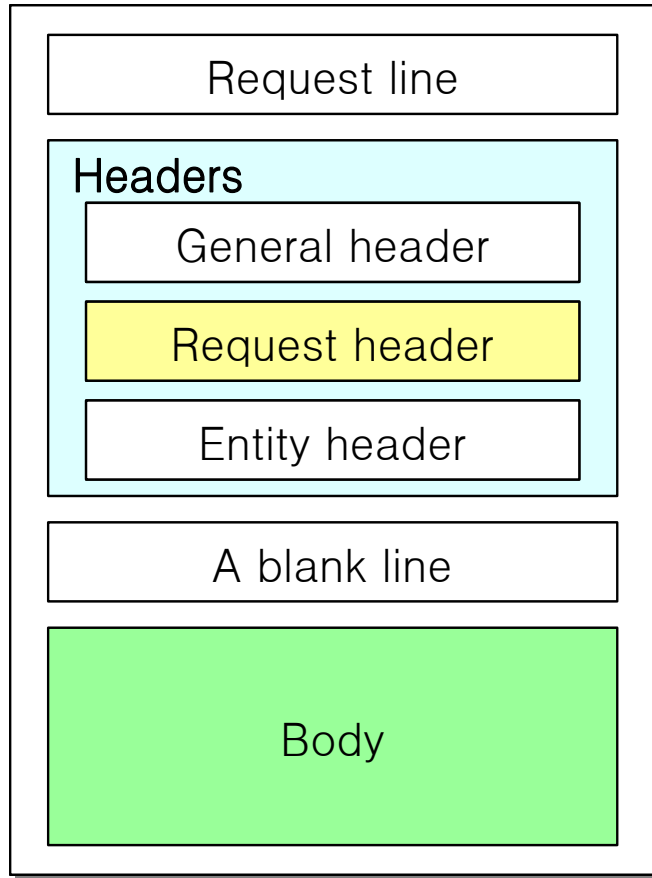 Request line
Headers
General header
Request header
Entity header
A blank line
Body